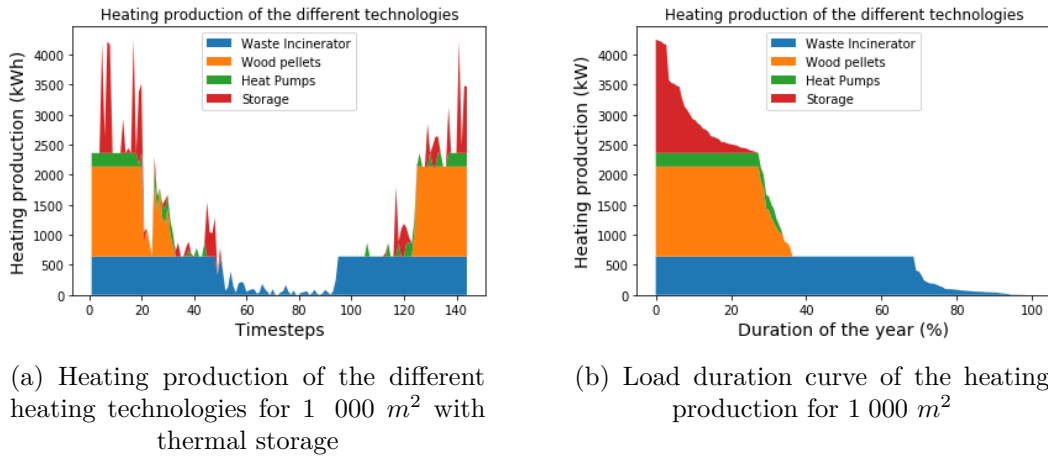 Heating production of the different technologies
Heating production (kWh)
4000
3500
3000
2500
2000
1500
1000
500
0
Waste Incinerator
Wood pellets
Heat Pumps
Storage
0 20 40 60 80 100 120 140
Timesteps
(a) Heating production of the different
heating technologies for 1 000 m² with
thermal storage
Heating production of the different technologies
Heating production (kW)
4000
3500
3000
2500
2000
1500
1000
500
0
Waste Incinerator
Wood pellets
Heat Pumps
Storage
0 20 40 60 80 100
Duration of the year (%)
(b) Load duration curve of the heating
production for 1 000 m²